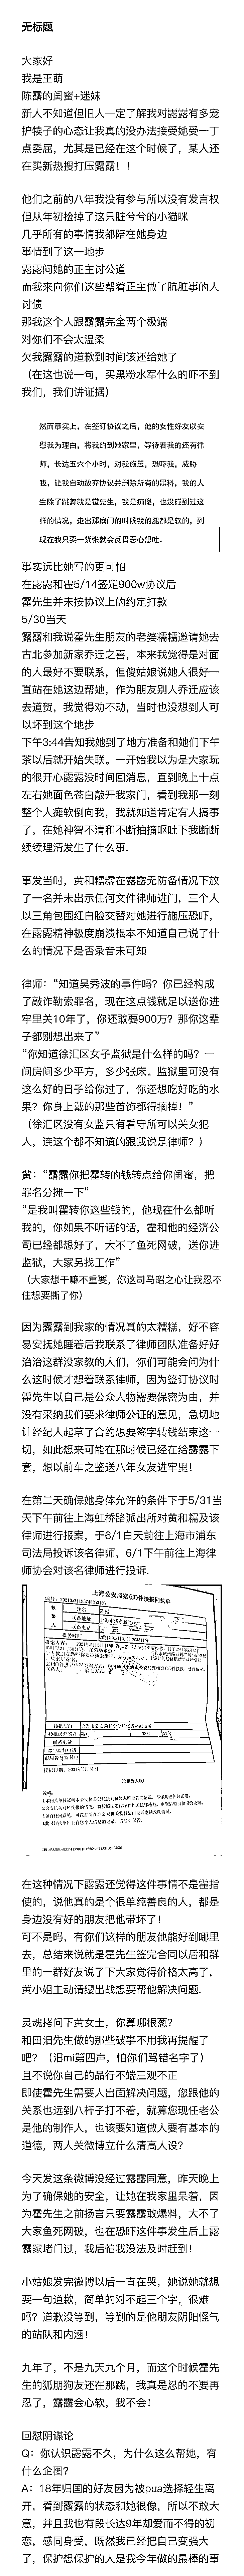 无标题
大家好
我是王萌
陈露的闺蜜+迷妹
新人不知道但旧人一定了解我对露露有多宠
护犊子的心态让我真的没办法接受她受一丁
点委屈，尤其是已经在这个时候了，某人还
在买新热搜打压露露！！
他们之前的八年我没有参与所以没有发言权
但从年初捡掉了这只脏兮兮的小猫咪
几乎所有的事情我都陪在她身边
事情到了这一地步
露露问她的正主讨公道
而我来向你们这些帮着正主做了肮脏事的人
讨债
那我这个人跟露露完全两个极端
对你们不会太温柔
欠我露露的道歉到时间该还给她了
（在这也说一句，买黑粉水军什么的吓不到
我们，我们讲证据）
然而事实上，在签订协议之后，他的女性好友以安
慰我为理由，将我约到她家里，等待着我的还有律
师，长达五六个小时，对我施压，恐吓我，威胁
我，让我自动放弃协议并删除所有的黑料，我的人
生除了跳舞就是霍先生，我是痴傻，也没碰到过这
样的情况，走出那扇门的时候我的腿都是软的，到
现在我只要一紧张就会反胃恶心想吐。
事实远比她写的更可怕
在露露和霍5/14签定900w协议后
霍先生并未按协议上的约定打款
5/30当天
露露和我说霍先生朋友的老婆糯糯邀请她去
古北参加新家乔迁之喜，本来我觉得对面
的人最好不要联系，但傻姑娘说她人很好一
直站在她这边帮她，作为朋友别人乔迁应该
去道贺，我觉得劝不动，当时也没想到人可
以坏到这个地步
下午3:44告知我她到了地方准备和她们下午
茶以后就开始失联。一开始我以为是大家玩
的很开心露露没时间回消息，直到晚上十点
左右她面色苍白敲开我家门，看到我那一刻
整个人瘫软倒向我，我就知道肯定有人搞事
了，在她神智不清和不断抽搐呕吐下我断断
续续理清发生了什么事.
事发当时，黄和糯糯在露露无防备情况下放
了一名并未出示任何文件律师进门，三个人
以三角包围红白脸交替对她进行施压恐吓，
在露露精神极度崩溃根本不知道自己说了什
么的情况下是否录音未可知
律师：“知道吴秀波的事件吗？你已经构成
了敲诈勒索罪名，现在这点钱就足以送你进
牢里关10年了，你还敢要900万？那你这辈
子都别想出来了”
“你知道徐汇区女子监狱是什么样的吗？一
间房间多少平方，多少张床。监狱里可没有
这么好的日子给你过了，你还想吃好吃的水
果？你身上戴的那些首饰都得摘掉！”
（徐汇区没有女监只有看守所可以关女犯
人，连这个都不知道的跟我说是律师？）
黄：“露露你把霍转的钱转点给你闺蜜，把
罪名分摊一下”
“是我叫霍转你这些钱的，他现在什么都听
我的，你如果不听话的话，霍和他的经济公
司已经都想好了，大不了鱼死网破，送你进
监狱，大家另找工作”
（大家想干嘛不重要，你这司马昭之心让我忍不
住想要撕了你）
因为露露到我家的情况真的太糟糕，好不容
易安抚她睡着后我联系了律师团队准备好好
治治这群没家教的人们，你们可能会问为什
么这时候才想着联系律师，因为签订协议时
霍先生以自己是公众人物需要保密为由，并
没有采纳我们要求律师公证的意见，急切地
让经纪人起草了合约想要签字转钱结束这一
切，如此想来可能在那时候已经在给露露下
套，想以前车之鉴送八年女友进牢里！
在第二天确保她身体允许的条件下于5/31当
天下午前往上海虹桥路派出所对黄和糯及该
律师进行报案，于6/1白天前往上海市浦东
司法局投诉该名律师，6/1下午前往上海律
师协会对该名律师进行投诉.
在这种情况下露露还觉得这件事情不是霍指
使的，说他真的是个很单纯善良的人，都是
身边没有好的朋友把他带坏了！
可不是吗，有你们这样的朋友他能好到哪里
去，总结来说就是霍先生签完合同以后和群
里的一群好友说了下大家觉得价格太高了，
黄小姐主动请缨出战想要帮他解决问题.
灵魂拷问下黄女士，你算哪根葱？
和田汨先生做的那些破事不用我再提醒了
吧？（汨mi第四声，怕你们骂错名字了）
且不说你自己的品行不端三观不正
即使霍先生需要人出面解决问题，您跟他的
关系也远到八杆子打不着，就算您现任老公
是他的制作人，也该要知道做人要有基本的
道德，两人关微博立什么清高人设？
今天发这条微博没经过露露同意，昨天晚上
为了确保她的安全，让她在我家里呆着，因
为霍先生之前扬言只要露露敢爆料，大不了
大家鱼死网破，也在恐吓这件事发生后上露
露家堵门过，我后怕我没法及时赶到！
小姑娘发完微博以后一直在哭，她说她就想
要一句道歉，简单的对不起三个字，很难
吗？道歉没等到，等到的是他朋友阴阳怪气
的站队和内涵！
九年了，不是九天九个月，而这个时候霍先
生的狐朋狗友还在那跳，我真是忍的不要再
忍了，露露会心软，我不会！
回怼阴谋论
Q：你认识露露不久，为什么这么帮她，有
什么企图？
A：18年归国的好友因为被pua选择轻生离
开，看到露露的状态和她很像，所以不敢大
意，并且我也有段长达9年却爱而不得的初
恋，感同身受，既然我已经把自己变强大
了，保护想保护的人是我今年做的最棒的事